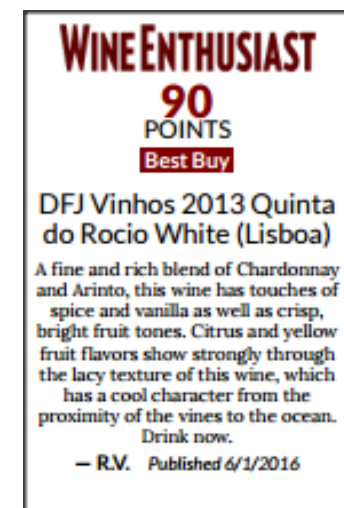 WINE ENTHUSIAST
90
POINTS
Best Buy
DFJ Vinhos 2013 Quinta
do Rocio White (Lisboa)
A fine and rich blend of Chardonnay
and Arinto, this wine has touches of
spice and vanilla as well as crisp,
bright fruit tones. Citrus and yellow
fruit flavors show strongly through
the lacy texture of this wine, which
has a cool character from the
proximity of the vines to the ocean.
Drink now.
— R.V. Published 6/1/2016